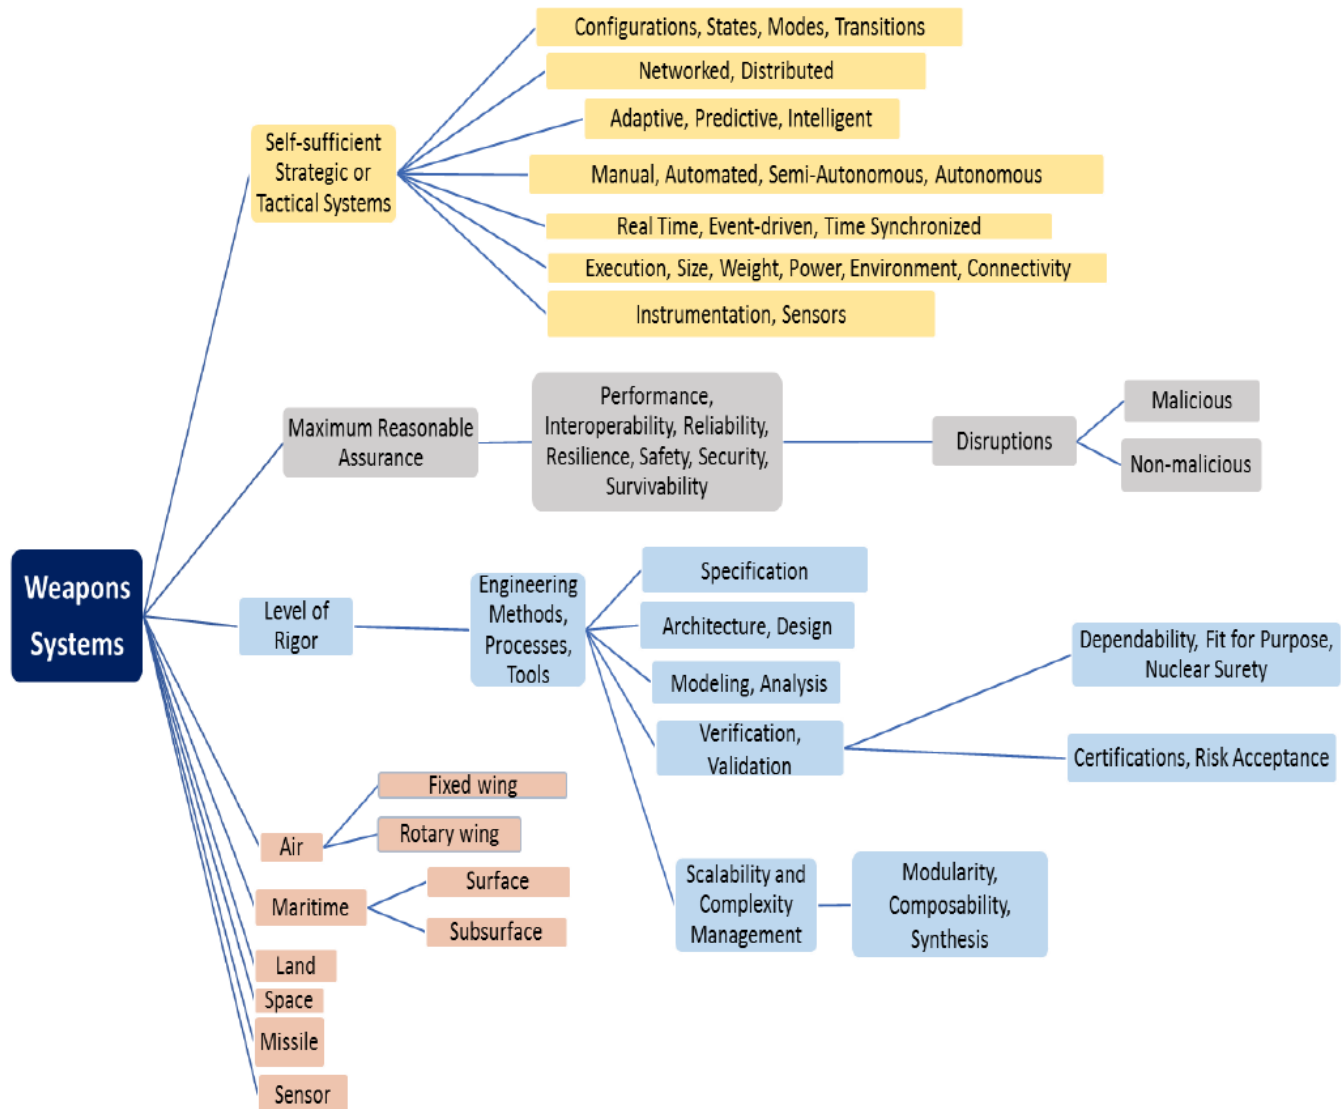 Configurations, States, Modes, Transitions
Networked, Distributed
Adaptive, Predictive, Intelligent
Self-sufficient
Strategic or
Tactical Systems
Manual, Automated, Semi-Autonomous, Autonomous
Real Time, Event-driven, Time Synchronized
Execution, Size, Weight, Power, Environment, Connectivity
Instrumentation, Sensors
Maximum Reasonable
Assurance
Performance,
Interoperability, Reliability,
Resilience, Safety, Security,
Survivability
Disruptions
Malicious
Non-malicious
Weapons
Systems
Level of
Rigor
Engineering
Methods,
Processes,
Tools
Specification
Architecture, Design
Modeling, Analysis
Verification,
Validation
Dependability, Fit for Purpose,
Nuclear Surety
Certifications, Risk Acceptance
Scalability and
Complexity
Management
Modularity,
Composability,
Synthesis
Air
Fixed wing
Rotary wing
Maritime
Surface
Subsurface
Land
Space
Missile
Sensor